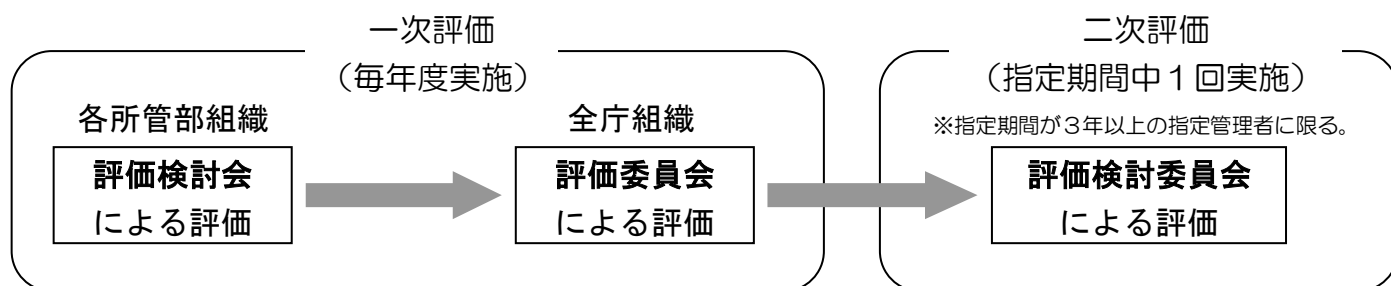 一次評価
（毎年度実施）
各所管部組織
評価検討会
による評価
全庁組織
評価委員会
による評価
二次評価
（指定期間中１回実施）
※指定期間が３年以上の指定管理者に限る。
評価検討委員会
による評価